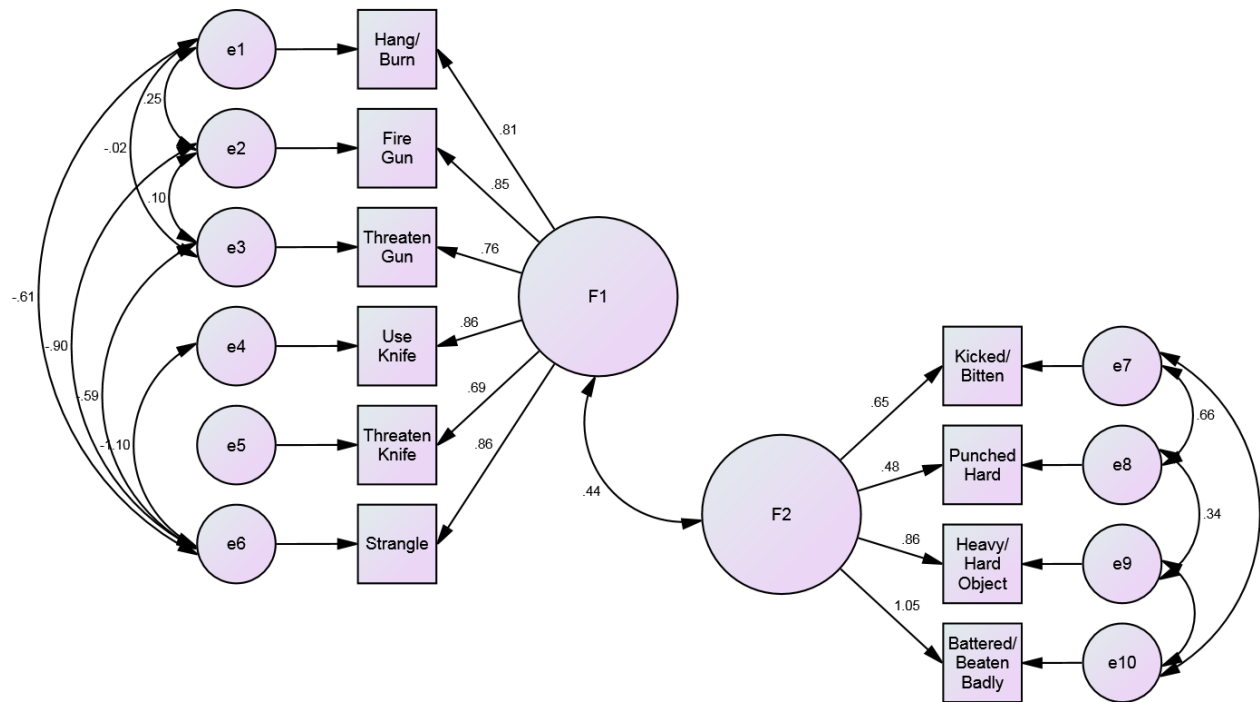 e1
Hang/
Burn
.25
.81
-.02
e2
Fire
Gun
.85
.10
e3
Threaten
Gun
.76
F1
-.61
-.90
e4
Use
Knife
.86
-.59
-1.10
e5
Threaten
Knife
.69
.86
e6
Strangle
.44
F2
Kicked/
Bitten
e7
.65
.66
Punched
Hard
e8
.48
.34
Heavy/
Hard
Object
e9
.86
1.05
Battered/
Beaten
Badly
e10